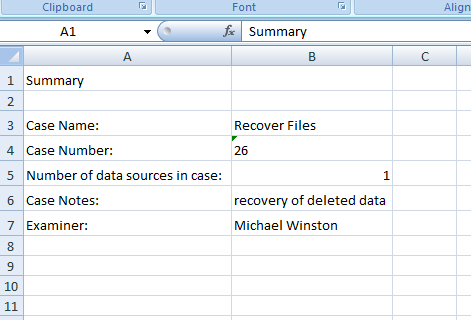 Clipboard Font Align
A1 fx Summary
A B C
1 Summary
2
3 Case Name: Recover Files
4 Case Number: 26
5 Number of data sources in case: 1
6 Case Notes: recovery of deleted data
7 Examiner: Michael Winston
8
9
10
11